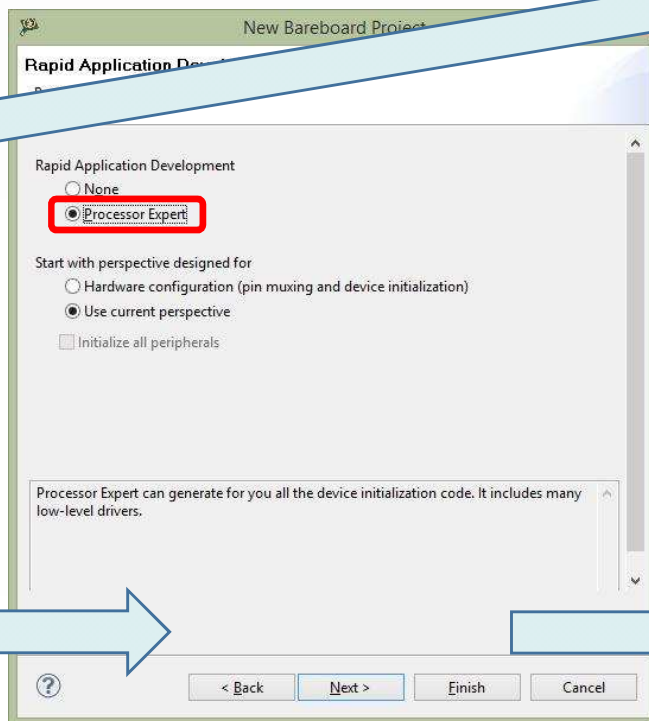 New Bareboard Project
Rapid Application
Rapid Application Development
None
Processor Expert
Start with perspective designed for
Hardware configuration (pin muxing and device initialization)
Use current perspective
Initialize all peripherals
Processor Expert can generate for you all the device initialization code. It includes many
low-level drivers.
?
< Back
Next >
Finish
Cancel